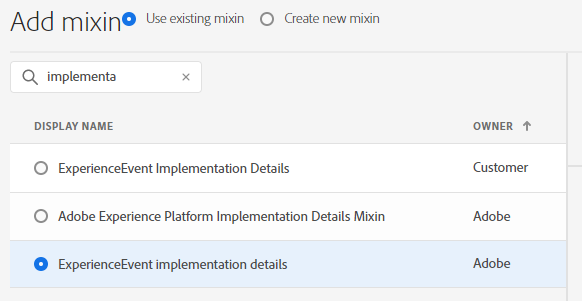 Add mixin Use existing mixin Create new mixin
implementa ×
DISPLAY NAME OWNER ↑
ExperienceEvent Implementation Details Customer
Adobe Experience Platform Implementation Details Mixin Adobe
ExperienceEvent implementation details Adobe